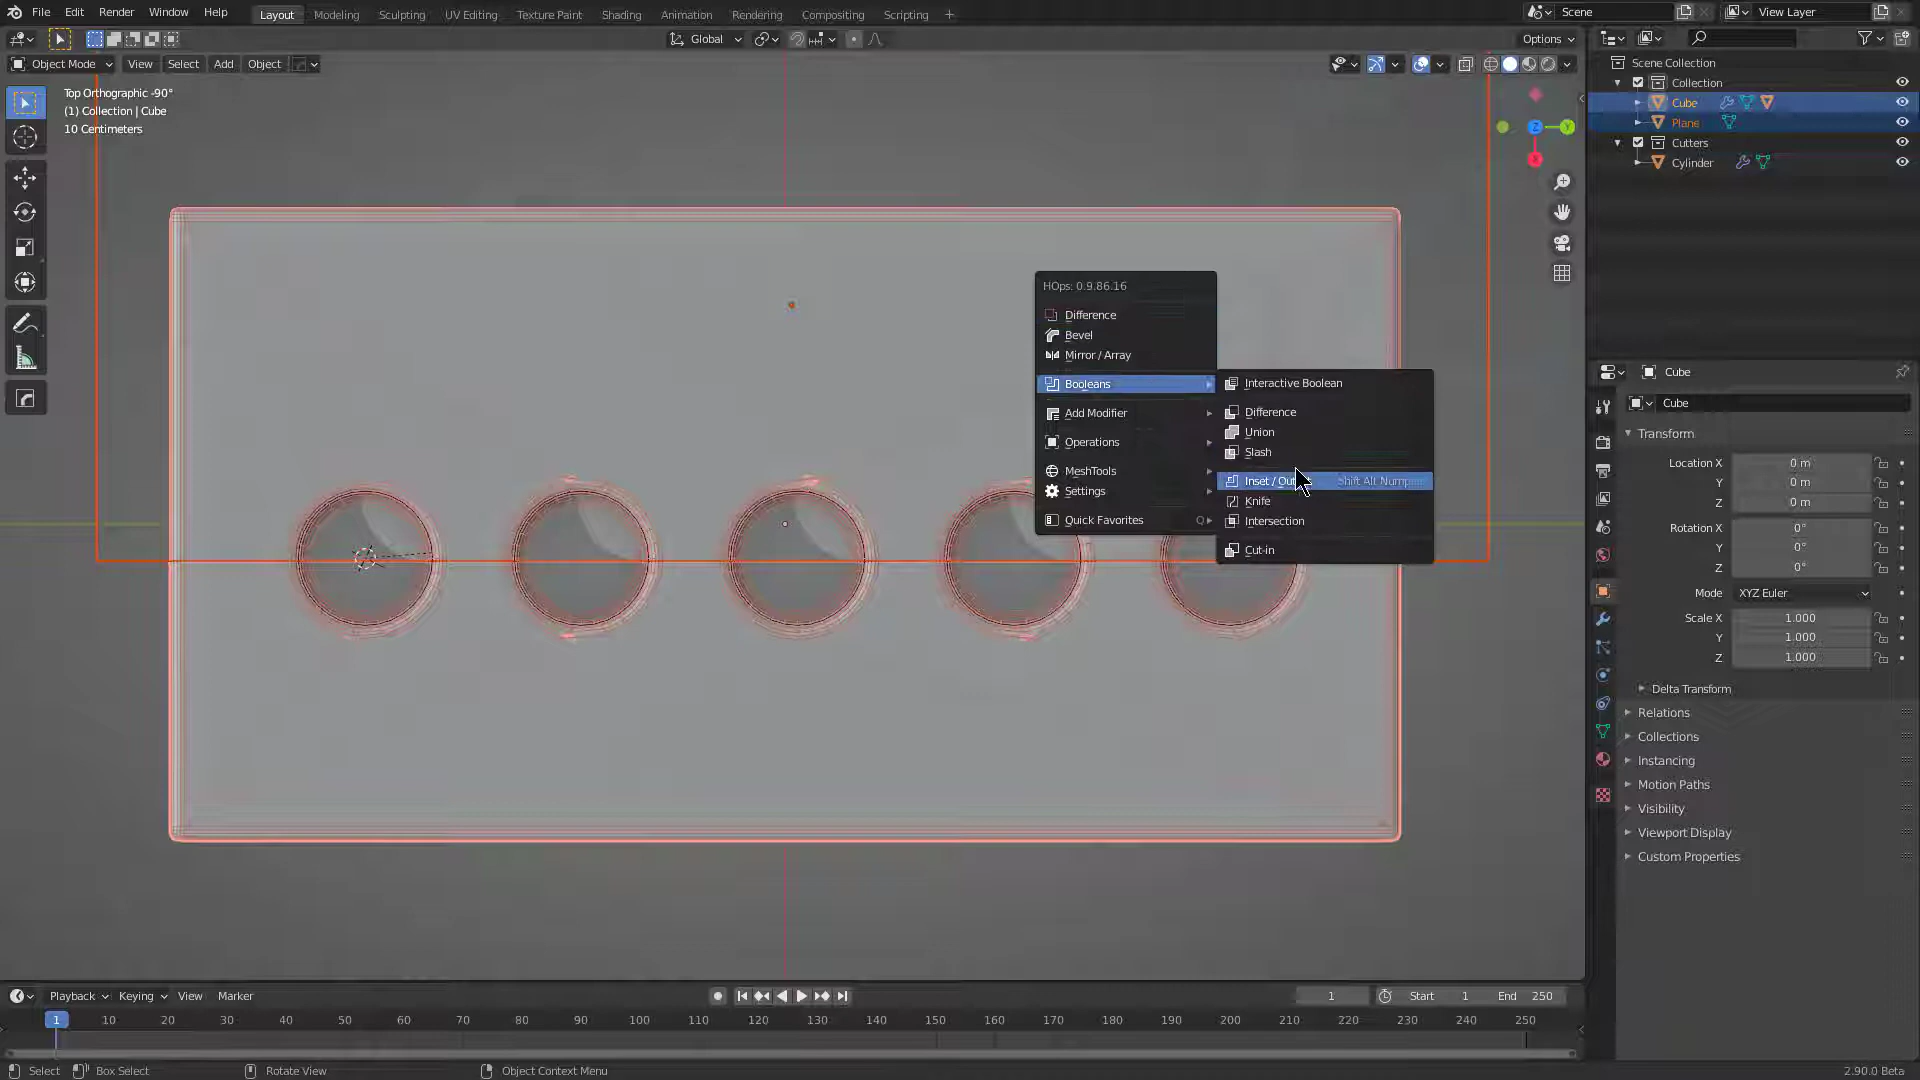 File Edit Render Window Help Layout Modeling Sculpting UV Editing Texture Paint Shading Animation Rendering Compositing Scripting + Scene View Layer
Global Options
Object Mode View Select Add Object
Top Orthographic -90°
(1) Collection | Cube
10 Centimeters
Z
X
Scene Collection
Collection
Cube
Plane
Cutters
Cylinder
HOps: 0.9.86.16
Difference
Bevel
Mirror / Array
Booleans
Add Modifier
Operations
MeshTools
Settings
Quick Favorites Q
Interactive Boolean
Difference
Union
Slash
Inset / Shift Alt
Knife
Intersection
Cut-in
Cube
Cube
Transform
Location X 0 m
Y 0 m
Z 0 m
Rotation X 0°
Y 0°
Z 0°
Mode XYZ Euler
Scale X 1.000
Y 1.000
Z 1.000
Delta Transform
Relations
Collections
Instancing
Motion Paths
Visibility
Viewport Display
Custom Properties
Playback Keying View Marker 1 Start 1 End 250
1 10 20 30 40 50 60 70 80 90 100 110 120 130 140 150 160 170 180 190 200 210 220 230 240 250
Select Box Select Rotate View Object Context Menu 2.90.0 Beta